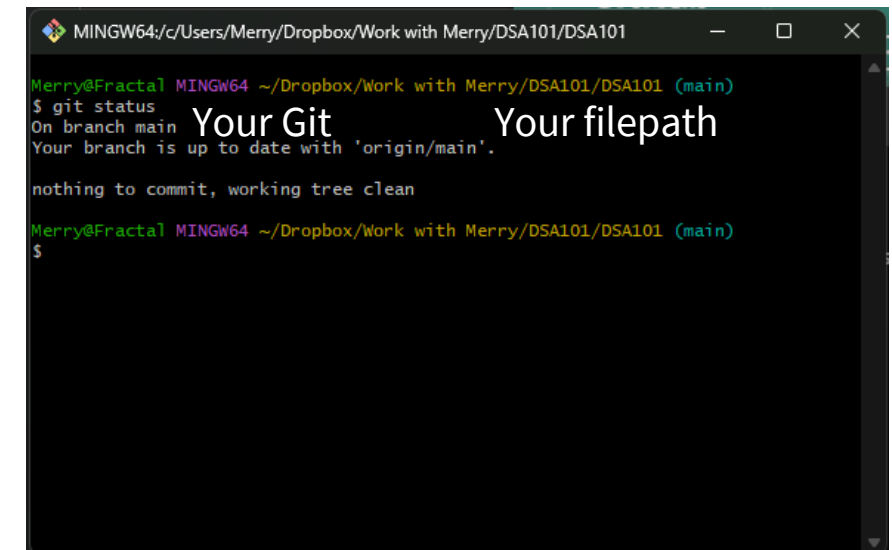 MINGW64:/c/Users/Merry/Dropbox/Work with Merry/DSA101/DSA101
Merry@Fractal MINGW64 ~/Dropbox/Work with Merry/DSA101/DSA101 (main)
$ git status
On branch main
Your Git
Your filepath
Your branch is up to date with 'origin/main'.
nothing to commit, working tree clean
Merry@Fractal MINGW64 ~/Dropbox/Work with Merry/DSA101/DSA101 (main)
$